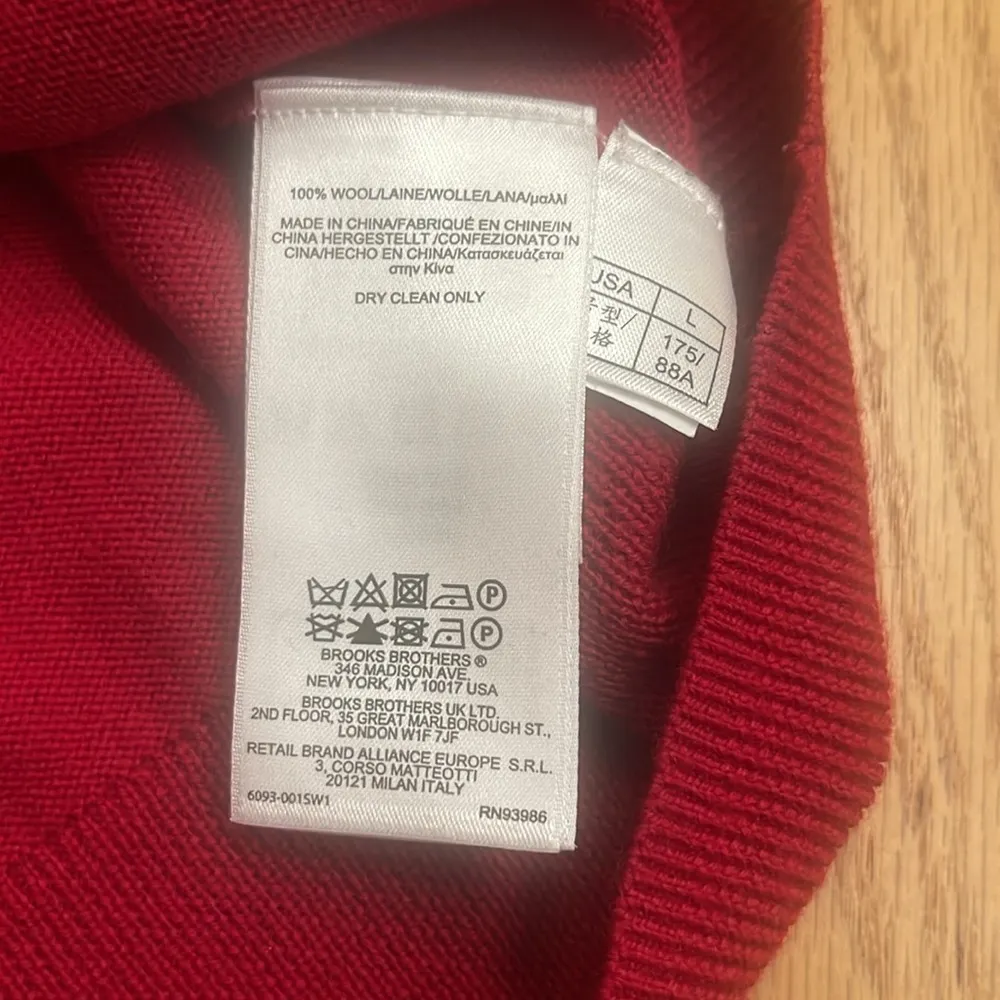 100% WOOL/LAINE/WOLLE/LANA/μαλλί
MADE IN CHINA/FABRIQUÉ EN CHINE/IN
CHINA HERGESTELLT /CONFEZIONATO IN
CINA/HECHO EN CHINA/Κατασκευάζεται
στην Κίνα
DRY CLEAN ONLY
P
P
BROOKS BROTHERS ®
346 MADISON AVE.
NEW YORK, NY 10017 USA
BROOKS BROTHERS UK LTD.
2ND FLOOR, 35 GREAT MARLBOROUGH ST.,
LONDON W1F 7JF
RETAIL BRAND ALLIANCE EUROPE S.R.L.
3, CORSO MATTEOTTI
20121 MILAN ITALY
6093-001SW1
RN93986
USA L
型/ 175/
格 88A